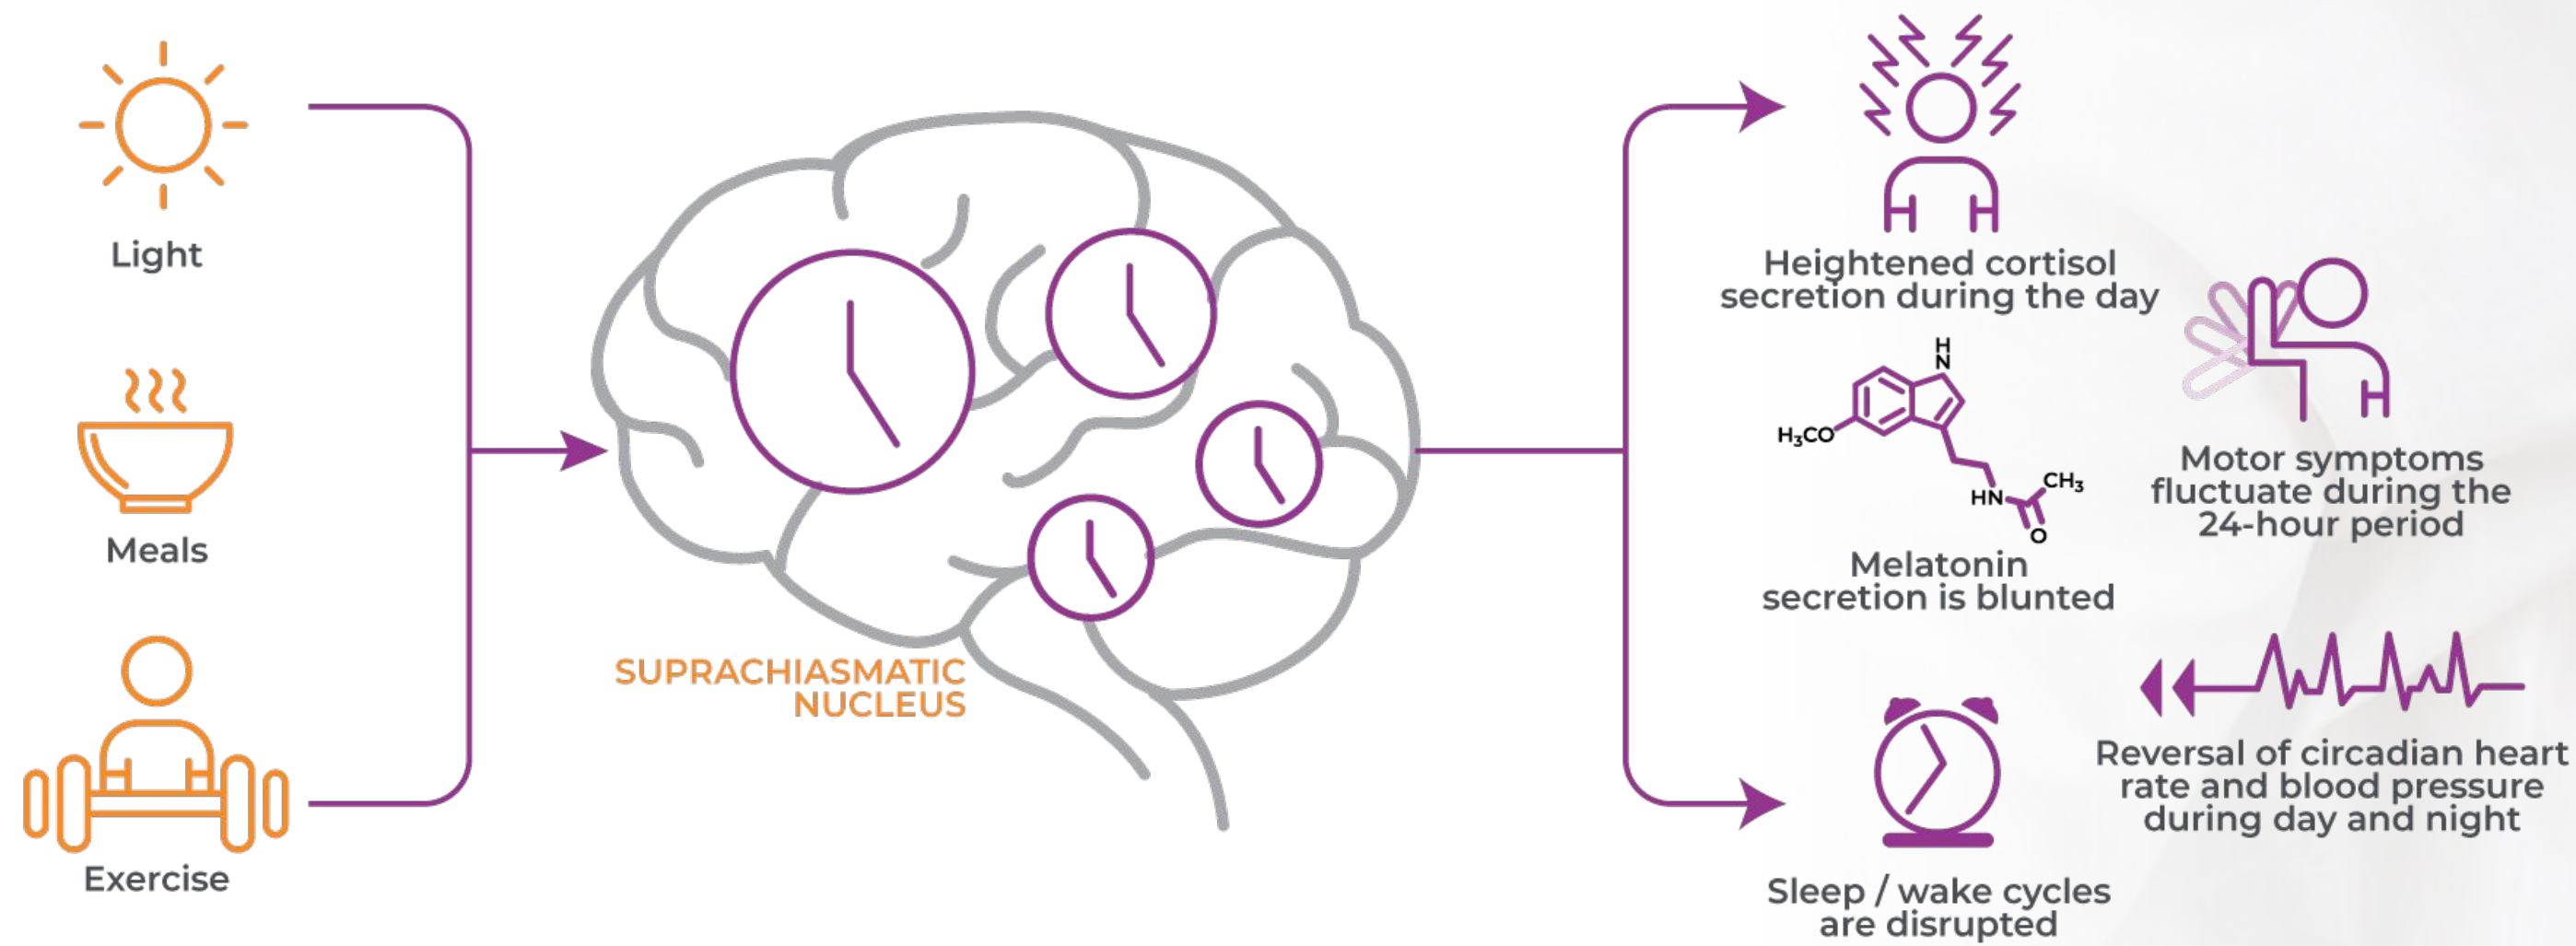 Light
Meals
Exercise
SUPRACHIASMATIC
NUCLEUS
Heightened cortisol
secretion during the day
H
N
H₃CO
HN
CH₃
O
Melatonin
secretion is blunted
Motor symptoms
fluctuate during the
24-hour period
Reversal of circadian heart
rate and blood pressure
during day and night
Sleep / wake cycles
are disrupted